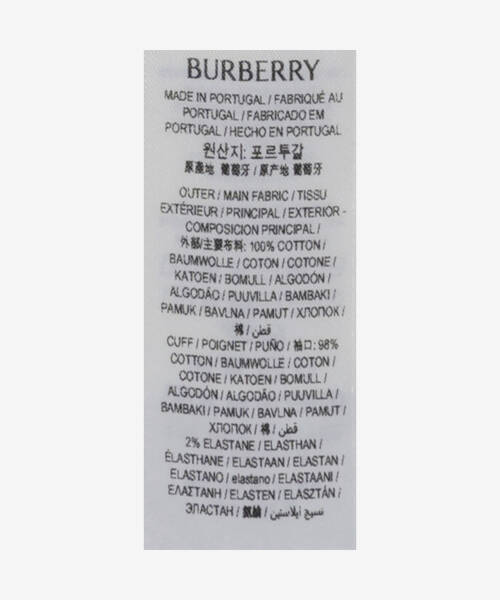 BURBERRY
MADE IN PORTUGAL / FABRIQUÉ AU
PORTUGAL / FABRICADO EM
PORTUGAL / HECHO EN PORTUGAL
원산지: 포르투갈
原產地 葡萄牙 / 原产地 葡萄牙
OUTER / MAIN FABRIC / TISSU
EXTÉRIEUR / PRINCIPAL / EXTERIOR -
COMPOSICION PRINCIPAL /
外部/主要布料: 100% COTTON /
BAUMWOLLE / COTON / COTONE /
KATOEN / BOMULL / ALGODÓN /
ALGODÃO / PUUVILLA / BAMBAKI /
PAMUK / BAVLNA / PAMUT / ХЛОПОК /
棉 / قطن /
CUFF / POIGNET / PUÑO / 袖口: 98%
COTTON / BAUMWOLLE / COTON /
COTONE / KATOEN / BOMULL /
ALGODÓN / ALGODÃO / PUUVILLA /
BAMBAKI / PAMUK / BAVLNA / PAMUT /
ХЛОПОК / 棉 / قطن /
2% ELASTANE / ELASTHAN /
ÉLASTHANE / ELASTAAN / ELASTAN /
ELASTANO / elastano / ELASTAANI /
ΕΛΑΣΤΑΝΗ / ELASTEN / ELASZTÁN /
ЭЛАСТАН / / نسيج ايلاستين /